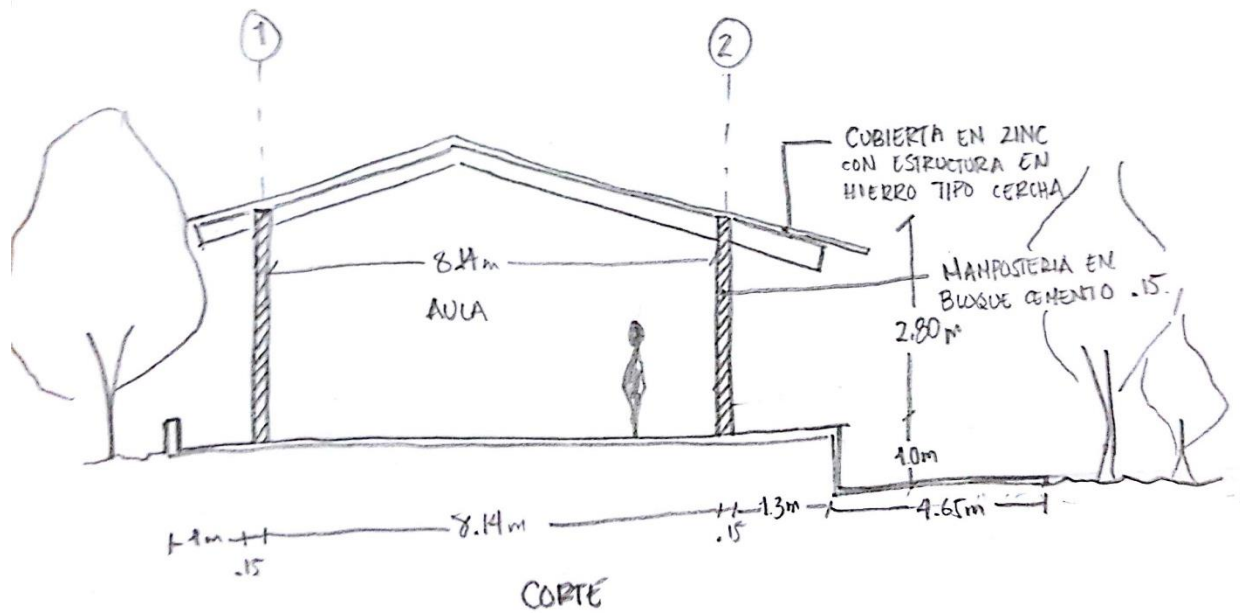 1
2
CUBIERTA EN ZINC
CON ESTRUCTURA EN
HIERRO TIPO CERCHA
8.14m
AULA
MAMPOSTERIA EN
BLOQUE CEMENTO .15
2.80m
1.0m
1m
.15
8.14m
.15
1.3m
4.65m
CORTE